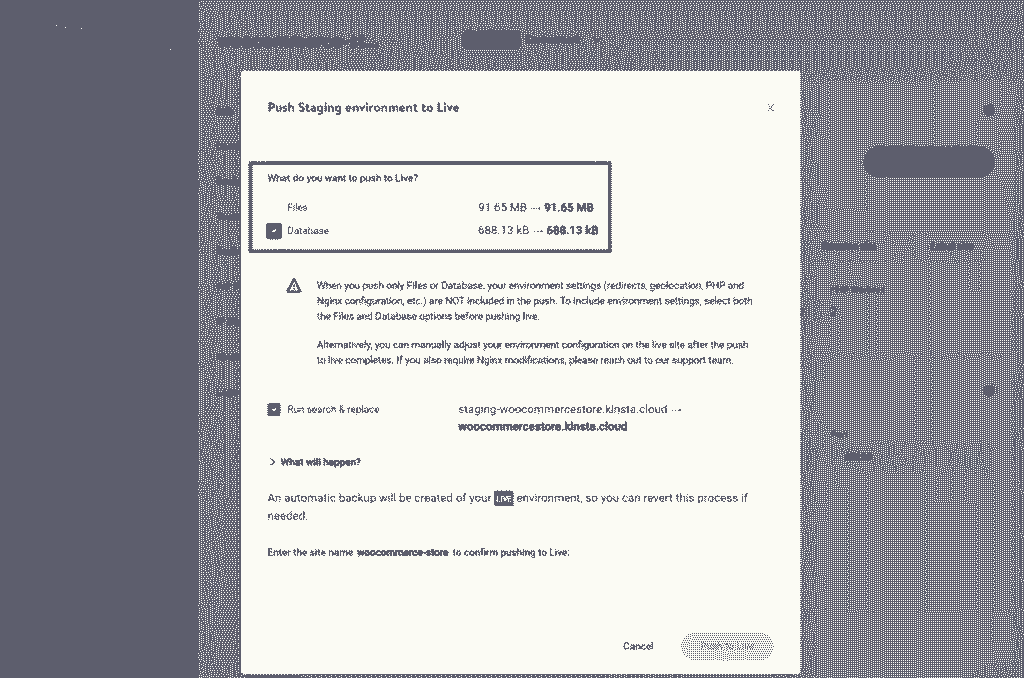 Push Staging environment to Live
What do you want to push to Live?
Files 91.65 MB → 91.65 MB
Database 688.13 kB → 688.13 kB
When you push only Files or Database, your environment settings (redirects, geolocation, PHP and
Nginx configuration, etc.) are NOT included in the push. To include environment settings, select both
the Files and Database options before pushing live.
Alternatively, you can manually adjust your environment configuration on the live site after the push
to live completes. If you also require Nginx modifications, please reach out to our support team.
Run search & replace staging-woocommercestore.kinsta.cloud →
woocommercestore.kinsta.cloud
What will happen?
An automatic backup will be created of your LIVE environment, so you can revert this process if
needed.
Enter the site name woocommerce-store to confirm pushing to Live:
Cancel Push to Live